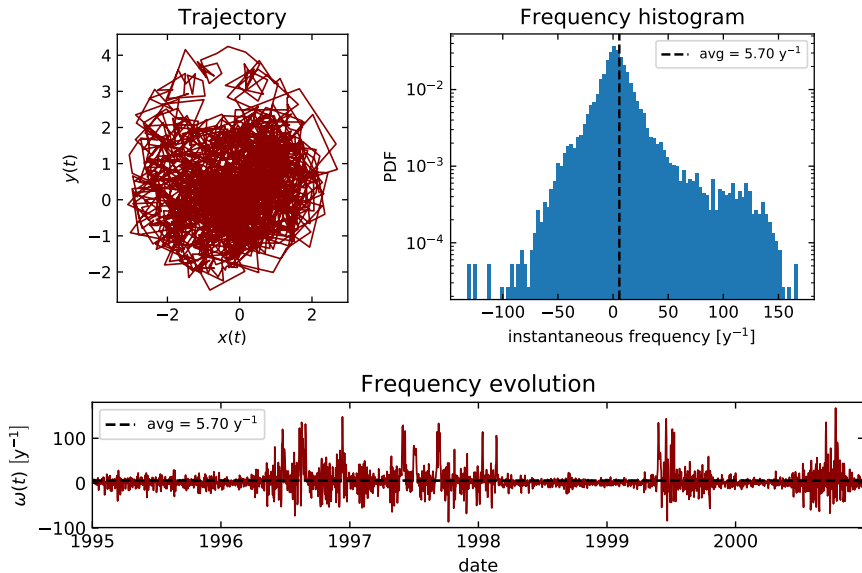 Trajectory
4
3
2
1
0
−1
−2
y(t)
−2 0 2
x(t)
Frequency histogram
avg = 5.70 y⁻¹
10⁻²
10⁻³
10⁻⁴
PDF
−100 −50 0 50 100 150
instantaneous frequency [y⁻¹]
Frequency evolution
avg = 5.70 y⁻¹
100
0
−100
ω(t) [y⁻¹]
1995 1996 1997 1998 1999 2000
date